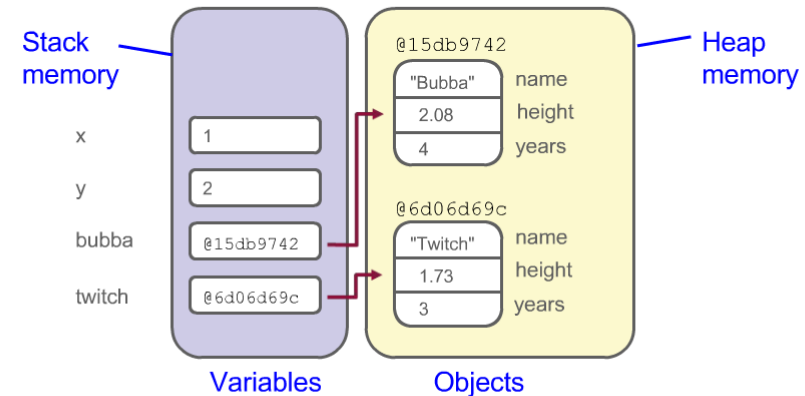 Stack
memory
Heap
memory
@15db9742
"Bubba" name
2.08 height
4 years
x 1
y 2
bubba @15db9742
twitch @6d06d69c
@6d06d69c
"Twitch" name
1.73 height
3 years
Variables
Objects